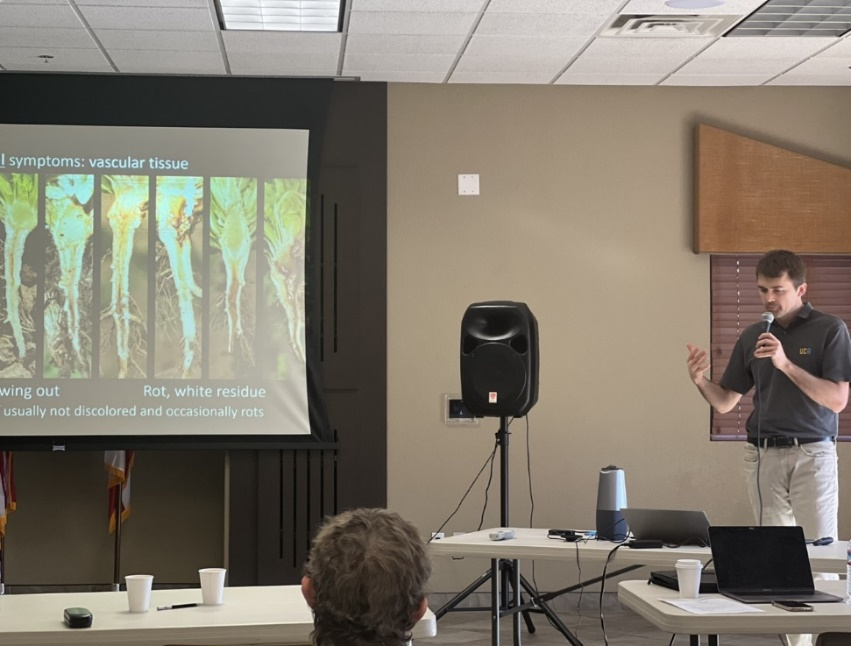 l symptoms: vascular tissue
wing out
Rot, white residue
usually not discolored and occasionally rots